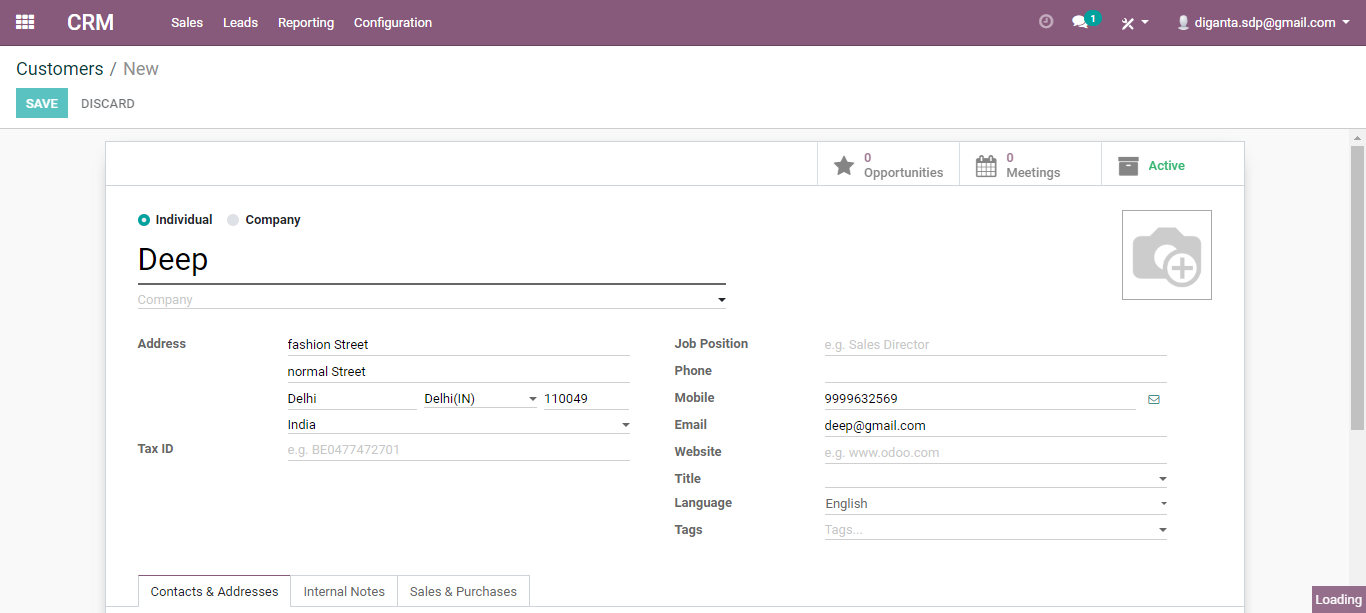 CRM Sales Leads Reporting Configuration 1 diganta.sdp@gmail.com
Customers / New
SAVE DISCARD
0 Opportunities
0 Meetings
Active
Individual Company
Deep
Company
Address fashion Street
normal Street
Delhi Delhi(IN) 110049
India
Tax ID e.g. BE0477472701
Job Position e.g. Sales Director
Phone
Mobile 9999632569
Email deep@gmail.com
Website e.g. www.odoo.com
Title
Language English
Tags Tags...
Contacts & Addresses Internal Notes Sales & Purchases
Loading